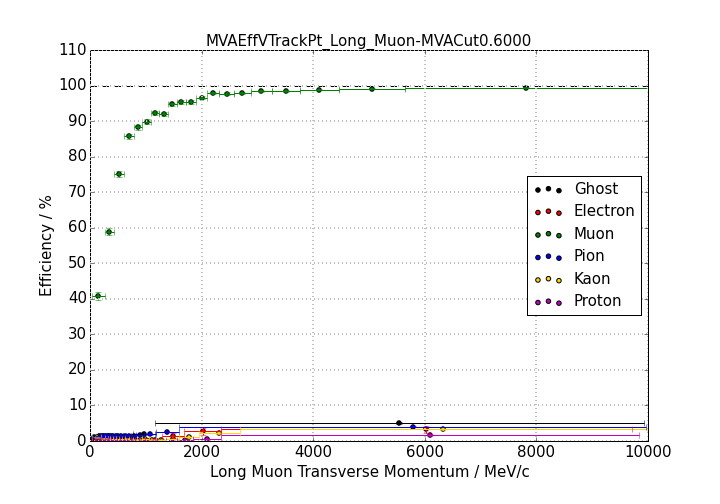 MVAEffVTrackPt_Long_Muon-MVACut0.6000
110
100
90
80
70
60
50
40
30
20
10
0
Efficiency / %
Ghost
Electron
Muon
Pion
Kaon
Proton
0 2000 4000 6000 8000 10000
Long Muon Transverse Momentum / MeV/c